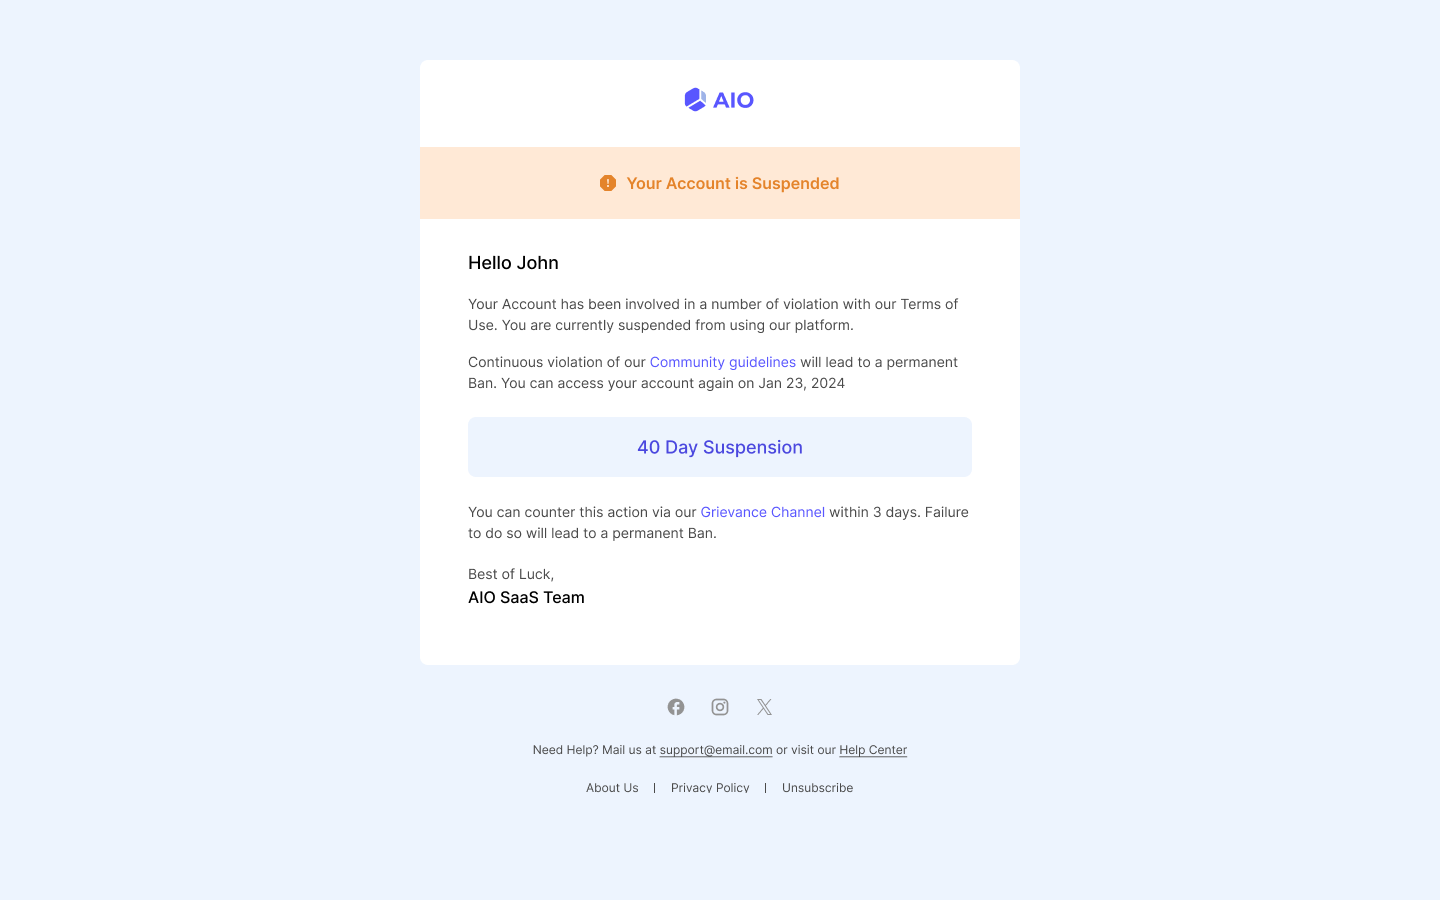 AIO
Your Account is Suspended
Hello John
Your Account has been involved in a number of violation with our Terms of
Use. You are currently suspended from using our platform.
Continuous violation of our Community guidelines will lead to a permanent
Ban. You can access your account again on Jan 23, 2024
40 Day Suspension
You can counter this action via our Grievance Channel within 3 days. Failure
to do so will lead to a permanent Ban.
Best of Luck,
AIO SaaS Team
Need Help? Mail us at support@email.com or visit our Help Center
About Us | Privacy Policy | Unsubscribe